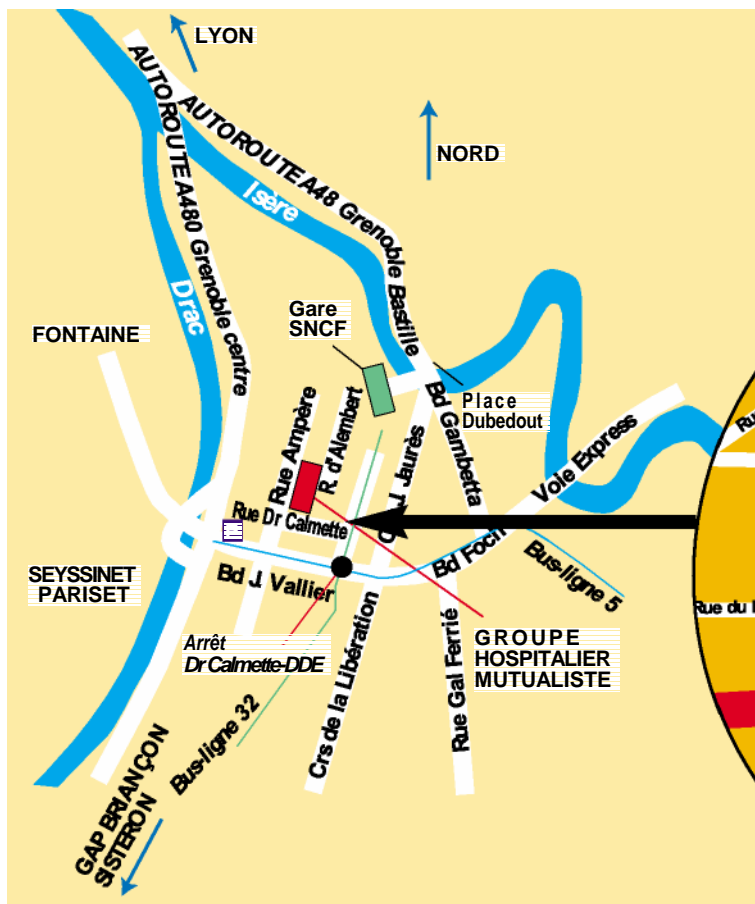 LYON
NORD
AUTOROUTE A48 Grenoble Bastille
AUTOROUTE A480 Grenoble centre
Isère
Drac
Gare
SNCF
FONTAINE
Place
Dubedout
Rue Ampère
R. d'Alembert
Bd Gambetta
Voie Express
Rue Dr Calmette
Bd Foch
Bd J. Vallier
Bus-ligne 5
SEYSSINET
PARISET
Arrêt
Dr Calmette-DDE
GROUPE
HOSPITALIER
MUTUALISTE
Crs de la Libération
Rue Gal Ferrié
Bus-ligne 32
GAP BRIANÇON
SISTERON
Rue du